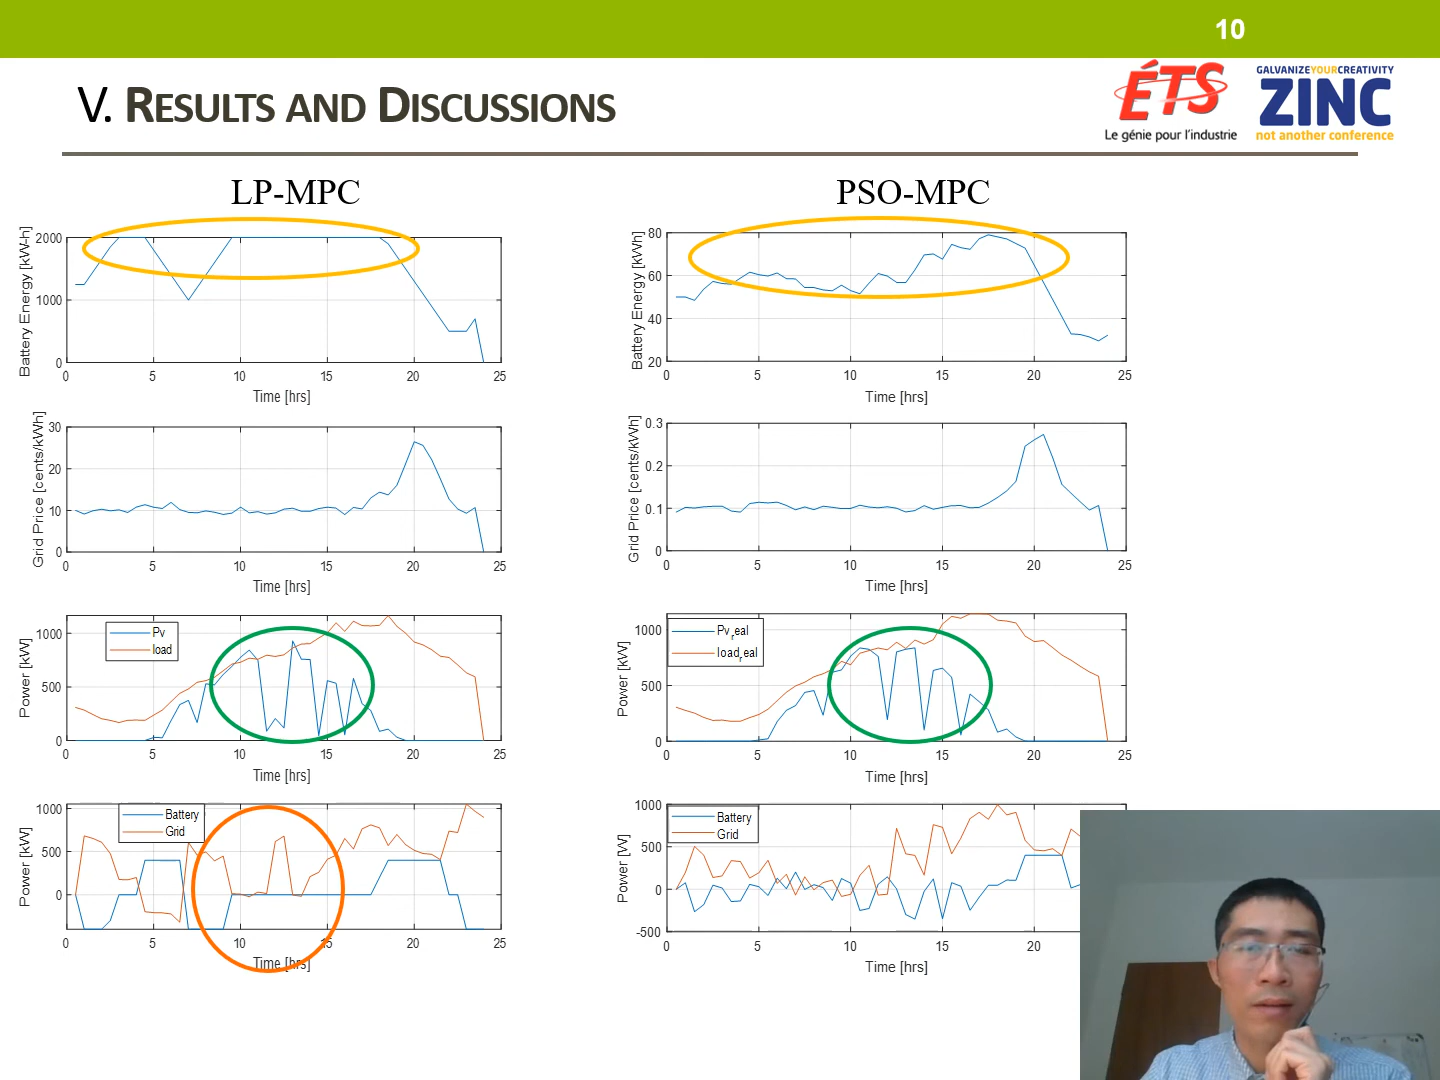 10
V. RESULTS AND DISCUSSIONS
ÉTS
Le génie pour l'industrie
GALVANIZEYOURCREATIVITY
ZINC
not another conference
LP-MPC
PSO-MPC
Battery Energy [kW-h]
2000
1000
0
0 5 10 15 20 25
Time [hrs]
Battery Energy [kWh]
80
60
40
20
0 5 10 15 20 25
Time [hrs]
Grid Price [cents/kWh]
30
20
10
0
0 5 10 15 20 25
Time [hrs]
Grid Price [cents/kWh]
0.3
0.2
0.1
0
0 5 10 15 20 25
Time [hrs]
Power [kW]
1000
500
0
Pv
load
0 5 10 15 20 25
Time [hrs]
Power [kW]
1000
500
0
Pv_real
load_real
0 5 10 15 20 25
Time [hrs]
Power [kW]
1000
500
0
Battery
Grid
0 5 10 15 20 25
Time [hrs]
Power [W]
1000
500
0
-500
Battery
Grid
0 5 10 15 20
Time [hrs]